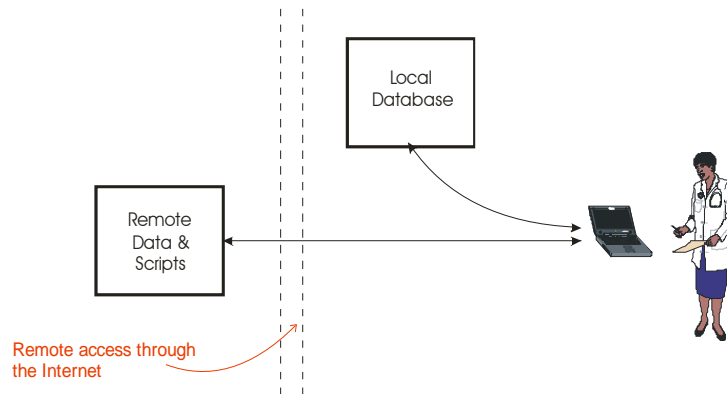 Local
Database
Remote
Data &
Scripts
Remote access through
the Internet